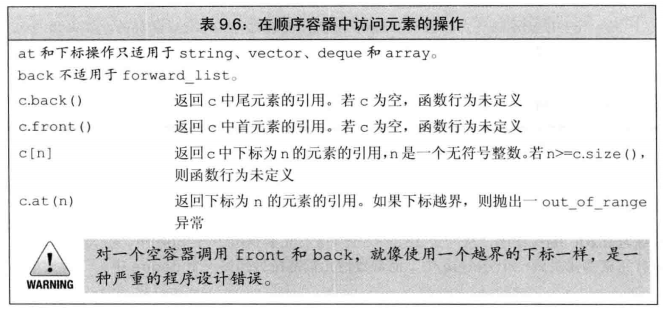 表 9.6：在顺序容器中访问元素的操作
at 和下标操作只适用于 string、vector、deque 和 array。
back 不适用于 forward_list。
c.back() 返回 c 中尾元素的引用。若 c 为空，函数行为未定义
c.front() 返回 c 中首元素的引用。若 c 为空，函数行为未定义
c[n] 返回 c 中下标为 n 的元素的引用，n 是一个无符号整数。若 n>=c.size()，
则函数行为未定义
c.at(n) 返回下标为 n 的元素的引用。如果下标越界，则抛出一 out_of_range
异常
对一个空容器调用 front 和 back，就像使用一个越界的下标一样，是一
种严重的程序设计错误。
WARNING